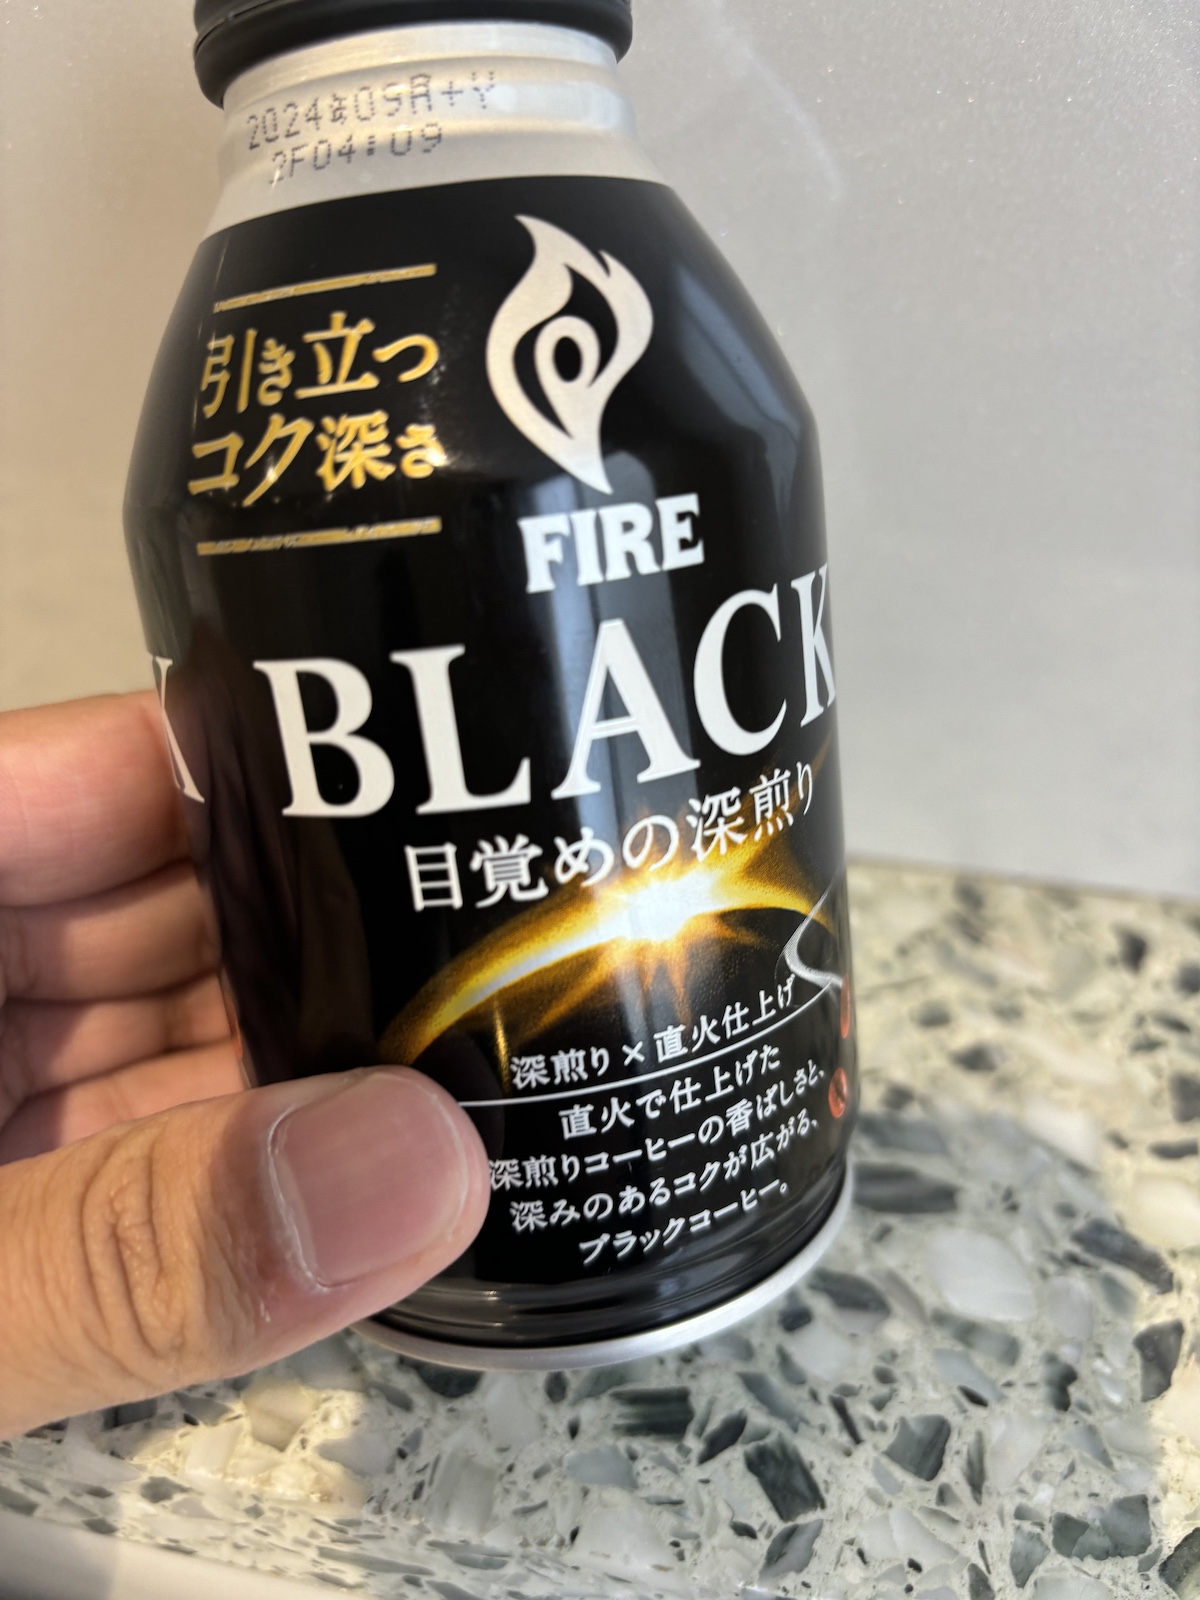 2024年09月+Y
2F04:09
引き立つ
コク深さ
FIRE
BLACK
K
目覚めの深煎り
深煎り×直火仕上げ
直火で仕上げた
深煎りコーヒーの香ばしさと、
深みのあるコクが広がる、
ブラックコーヒー。